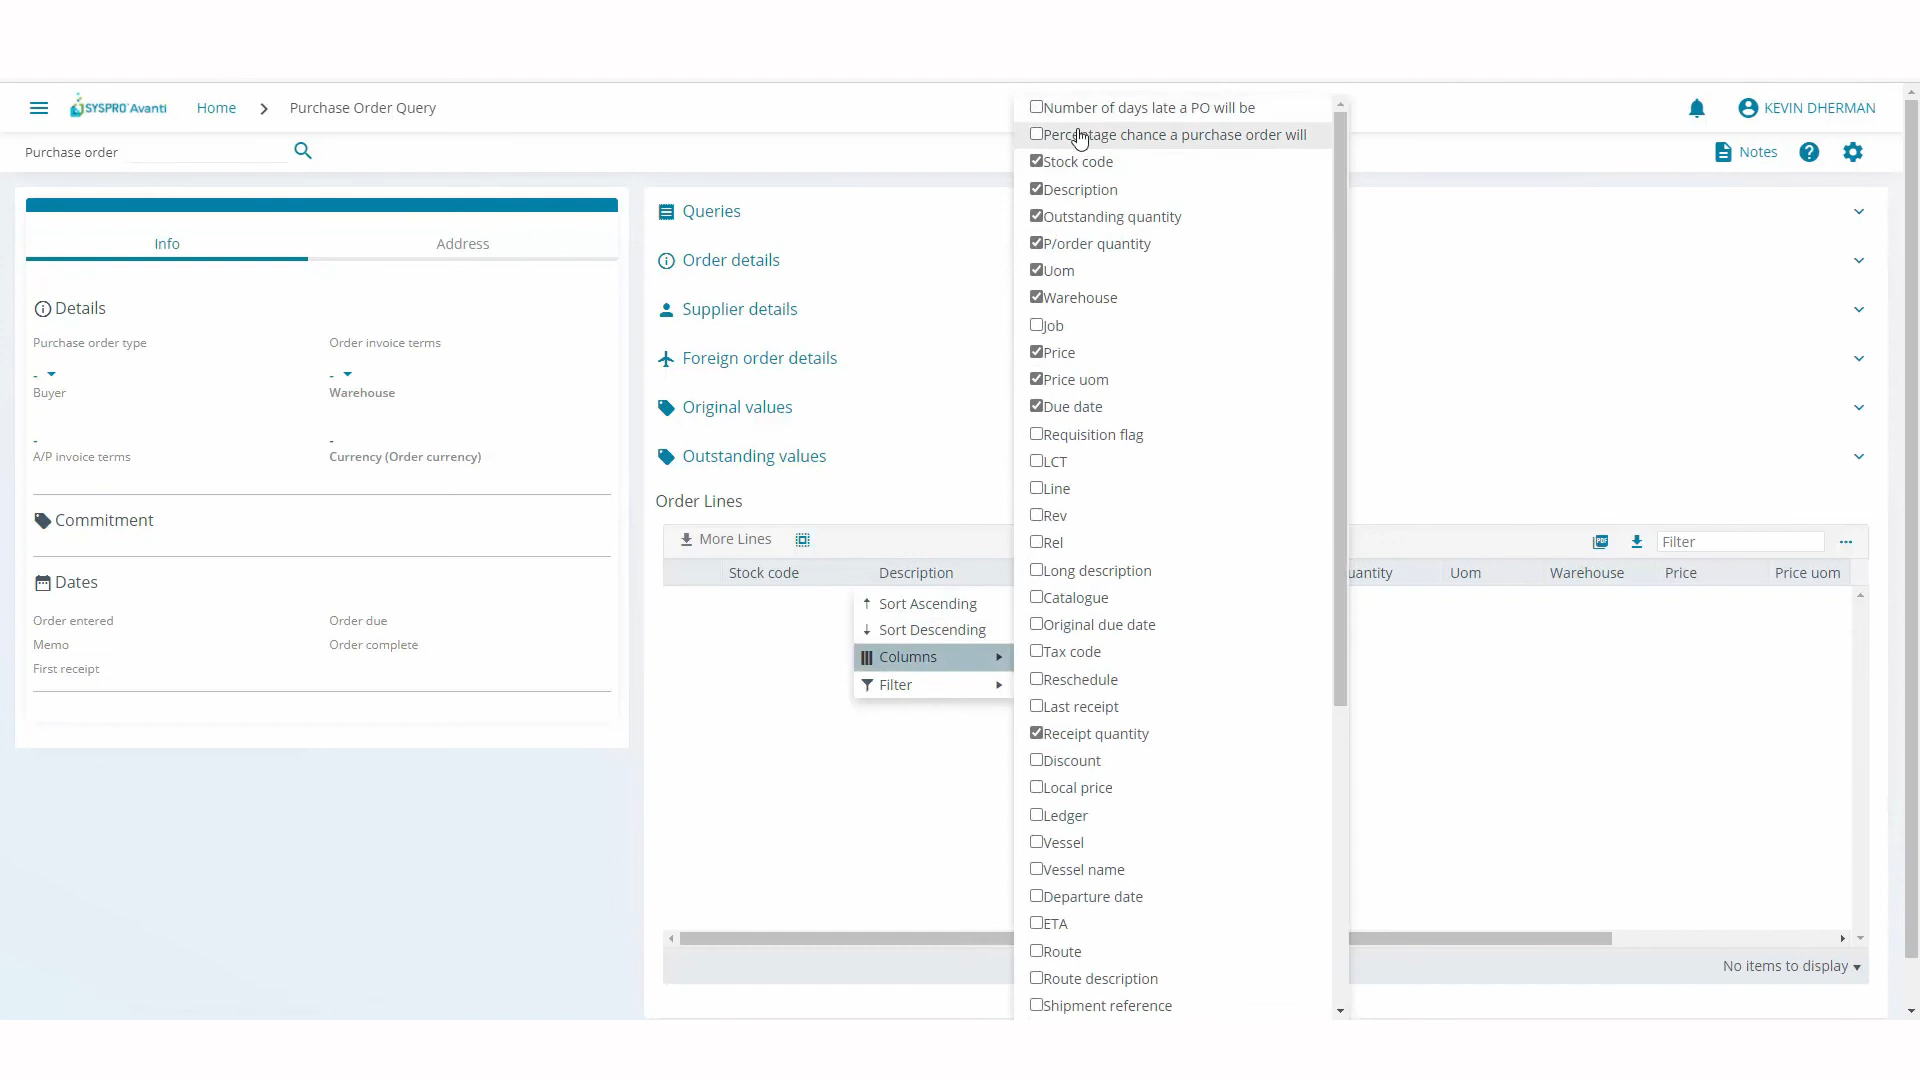 SYSPRO Avanti
Home
Purchase Order Query
KEVIN DHERMAN
Purchase order
Notes
Info
Address
Details
Purchase order type
Order invoice terms
-
-
Buyer
Warehouse
-
-
A/P invoice terms
Currency (Order currency)
Commitment
Dates
Order entered
Order due
Memo
Order complete
First receipt
Queries
Order details
Supplier details
Foreign order details
Original values
Outstanding values
Order Lines
More Lines
PDF
Filter
...
Stock code
Description
uantity
Uom
Warehouse
Price
Price uom
Sort Ascending
Sort Descending
Columns
Filter
Number of days late a PO will be
Percentage chance a purchase order will
Stock code
Description
Outstanding quantity
P/order quantity
Uom
Warehouse
Job
Price
Price uom
Due date
Requisition flag
LCT
Line
Rev
Rel
Long description
Catalogue
Original due date
Tax code
Reschedule
Last receipt
Receipt quantity
Discount
Local price
Ledger
Vessel
Vessel name
Departure date
ETA
Route
Route description
Shipment reference
No items to display